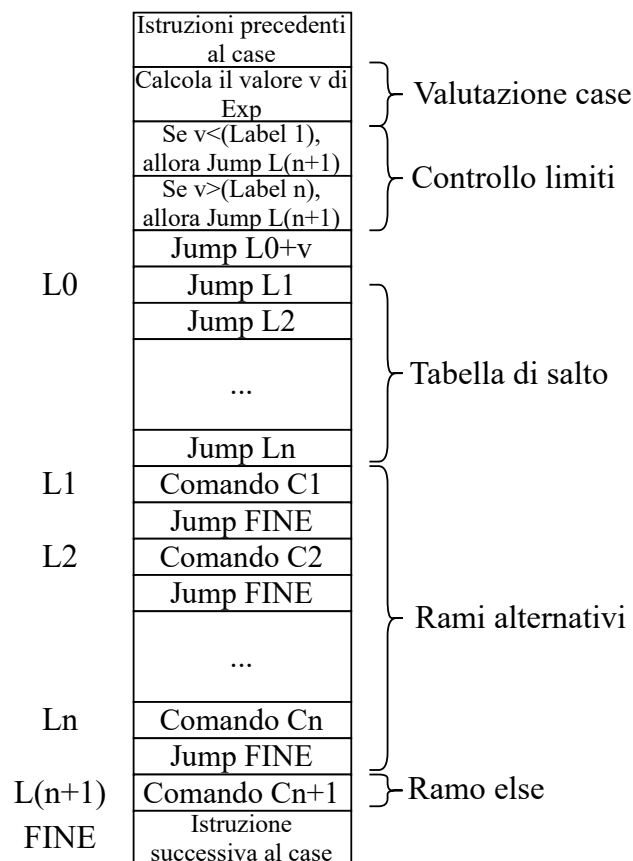 Istruzioni precedenti
al case
Calcola il valore v di
Exp
Valutazione case
Se v<(Label 1),
allora Jump L(n+1)
Se v>(Label n),
allora Jump L(n+1)
Controllo limiti
Jump L0+v
L0
Jump L1
Jump L2
...
Jump Ln
Tabella di salto
L1
Comando C1
Jump FINE
L2
Comando C2
Jump FINE
...
Rami alternativi
Ln
Comando Cn
Jump FINE
L(n+1)
Comando Cn+1
Ramo else
FINE
Istruzione
successiva al case